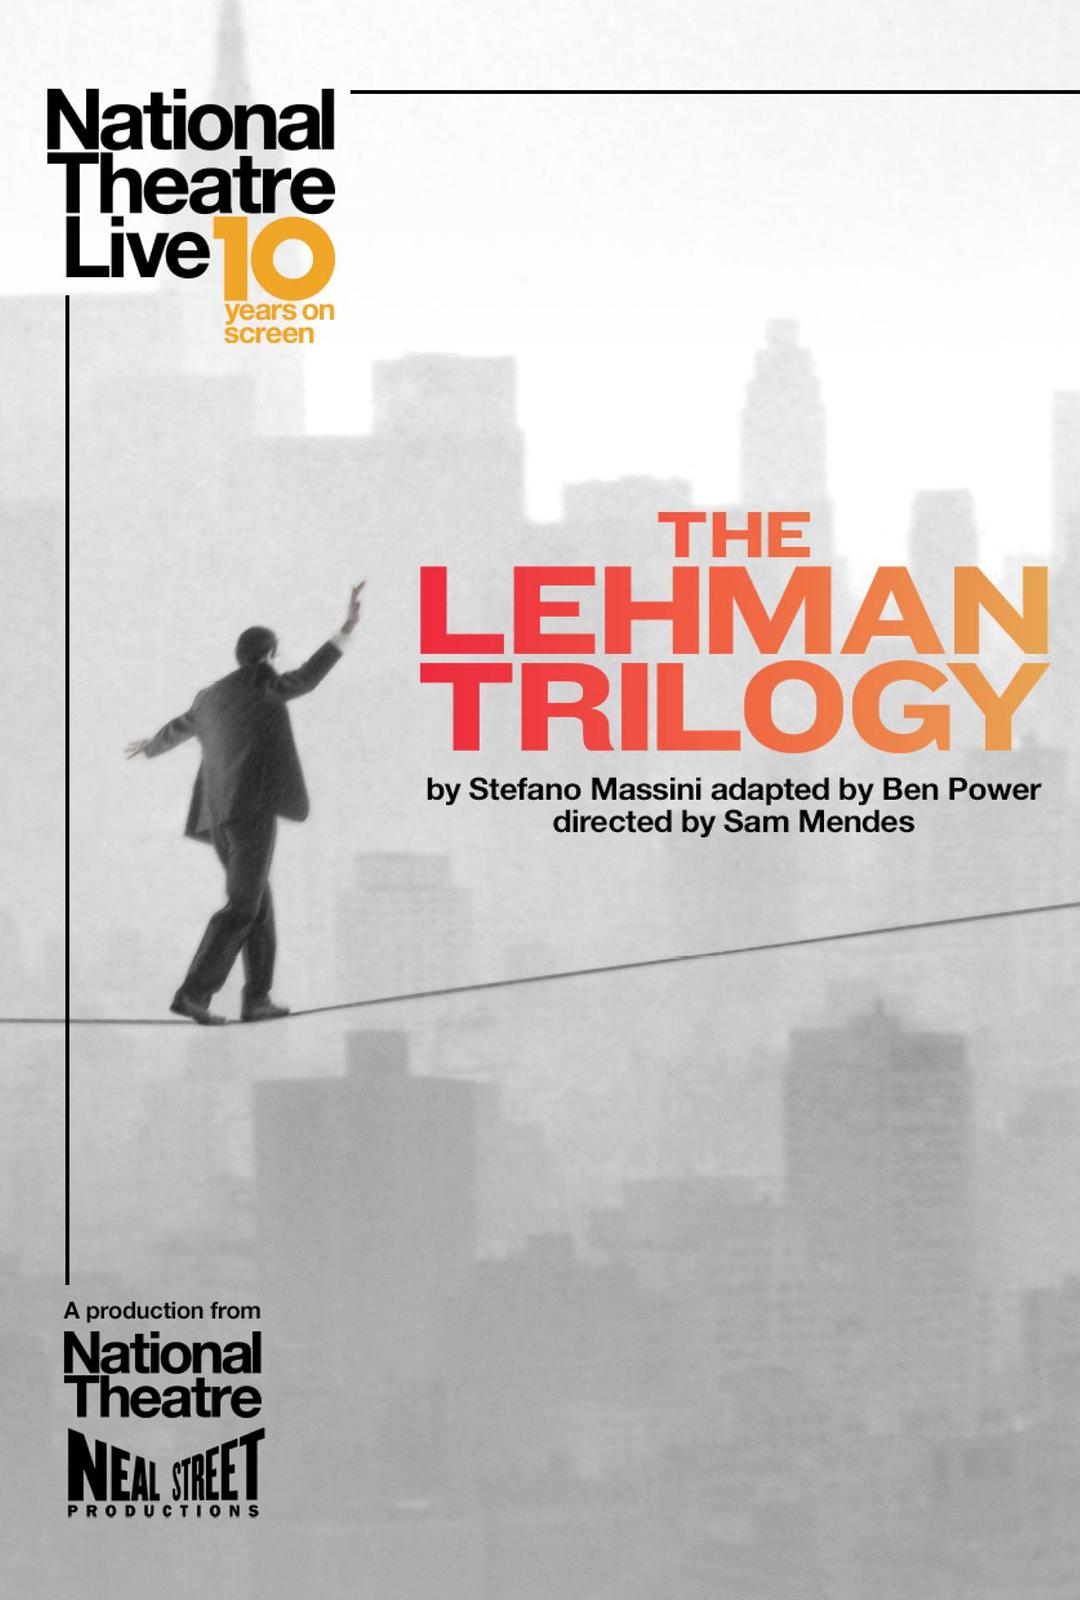 National
Theatre
Live 10
years on
screen
THE
LEHMAN
TRILOGY
by Stefano Massini adapted by Ben Power
directed by Sam Mendes
A production from
National
Theatre
NEAL STREET
PRODUCTIONS